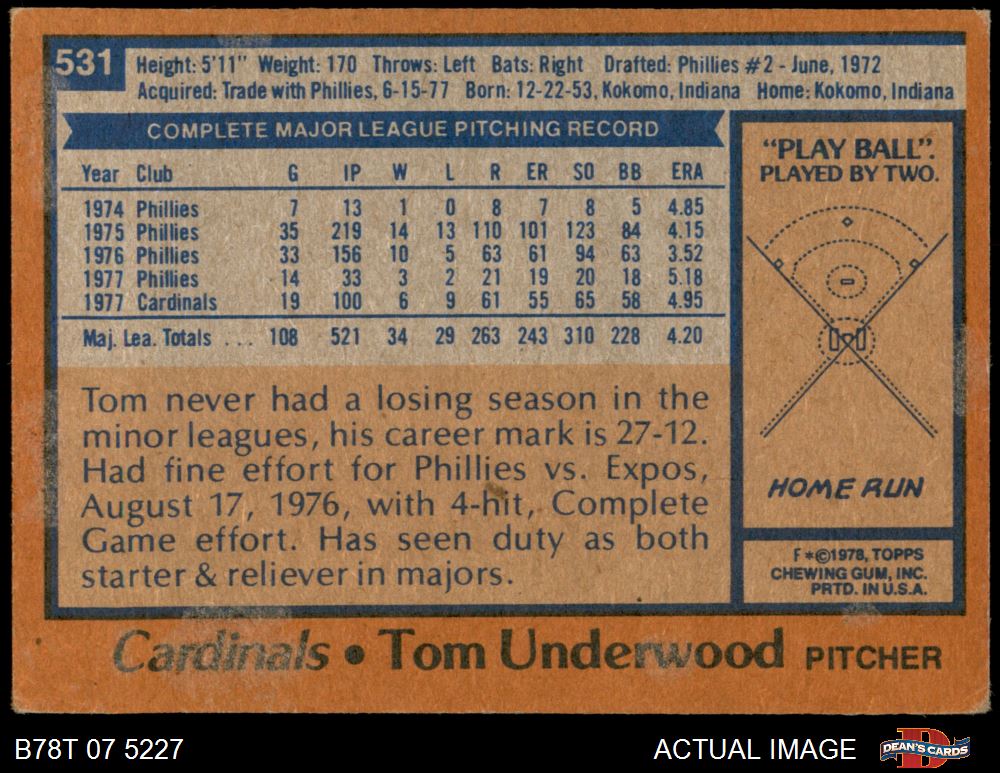 531
Height: 5'11" Weight: 170 Throws: Left Bats: Right Drafted: Phillies #2 - June, 1972
Acquired: Trade with Phillies, 6-15-77 Born: 12-22-53, Kokomo, Indiana Home: Kokomo, Indiana
COMPLETE MAJOR LEAGUE PITCHING RECORD
Year Club G IP W L R ER SO BB ERA
1974 Phillies 7 13 1 0 8 7 8 5 4.85
1975 Phillies 35 219 14 13 110 101 123 84 4.15
1976 Phillies 33 156 10 5 63 61 94 63 3.52
1977 Phillies 14 33 3 2 21 19 20 18 5.18
1977 Cardinals 19 100 6 9 61 55 65 58 4.95
Maj. Lea. Totals ... 108 521 34 29 263 243 310 228 4.20
Tom never had a losing season in the
minor leagues, his career mark is 27-12.
Had fine effort for Phillies vs. Expos,
August 17, 1976, with 4-hit, Complete
Game effort. Has seen duty as both
starter & reliever in majors.
"PLAY BALL".
PLAYED BY TWO.
HOME RUN
F*©1978, TOPPS
CHEWING GUM, INC.
PRTD. IN U.S.A.
Cardinals • Tom Underwood PITCHER
B78T 07 5227
ACTUAL IMAGE
DEAN'S CARDS